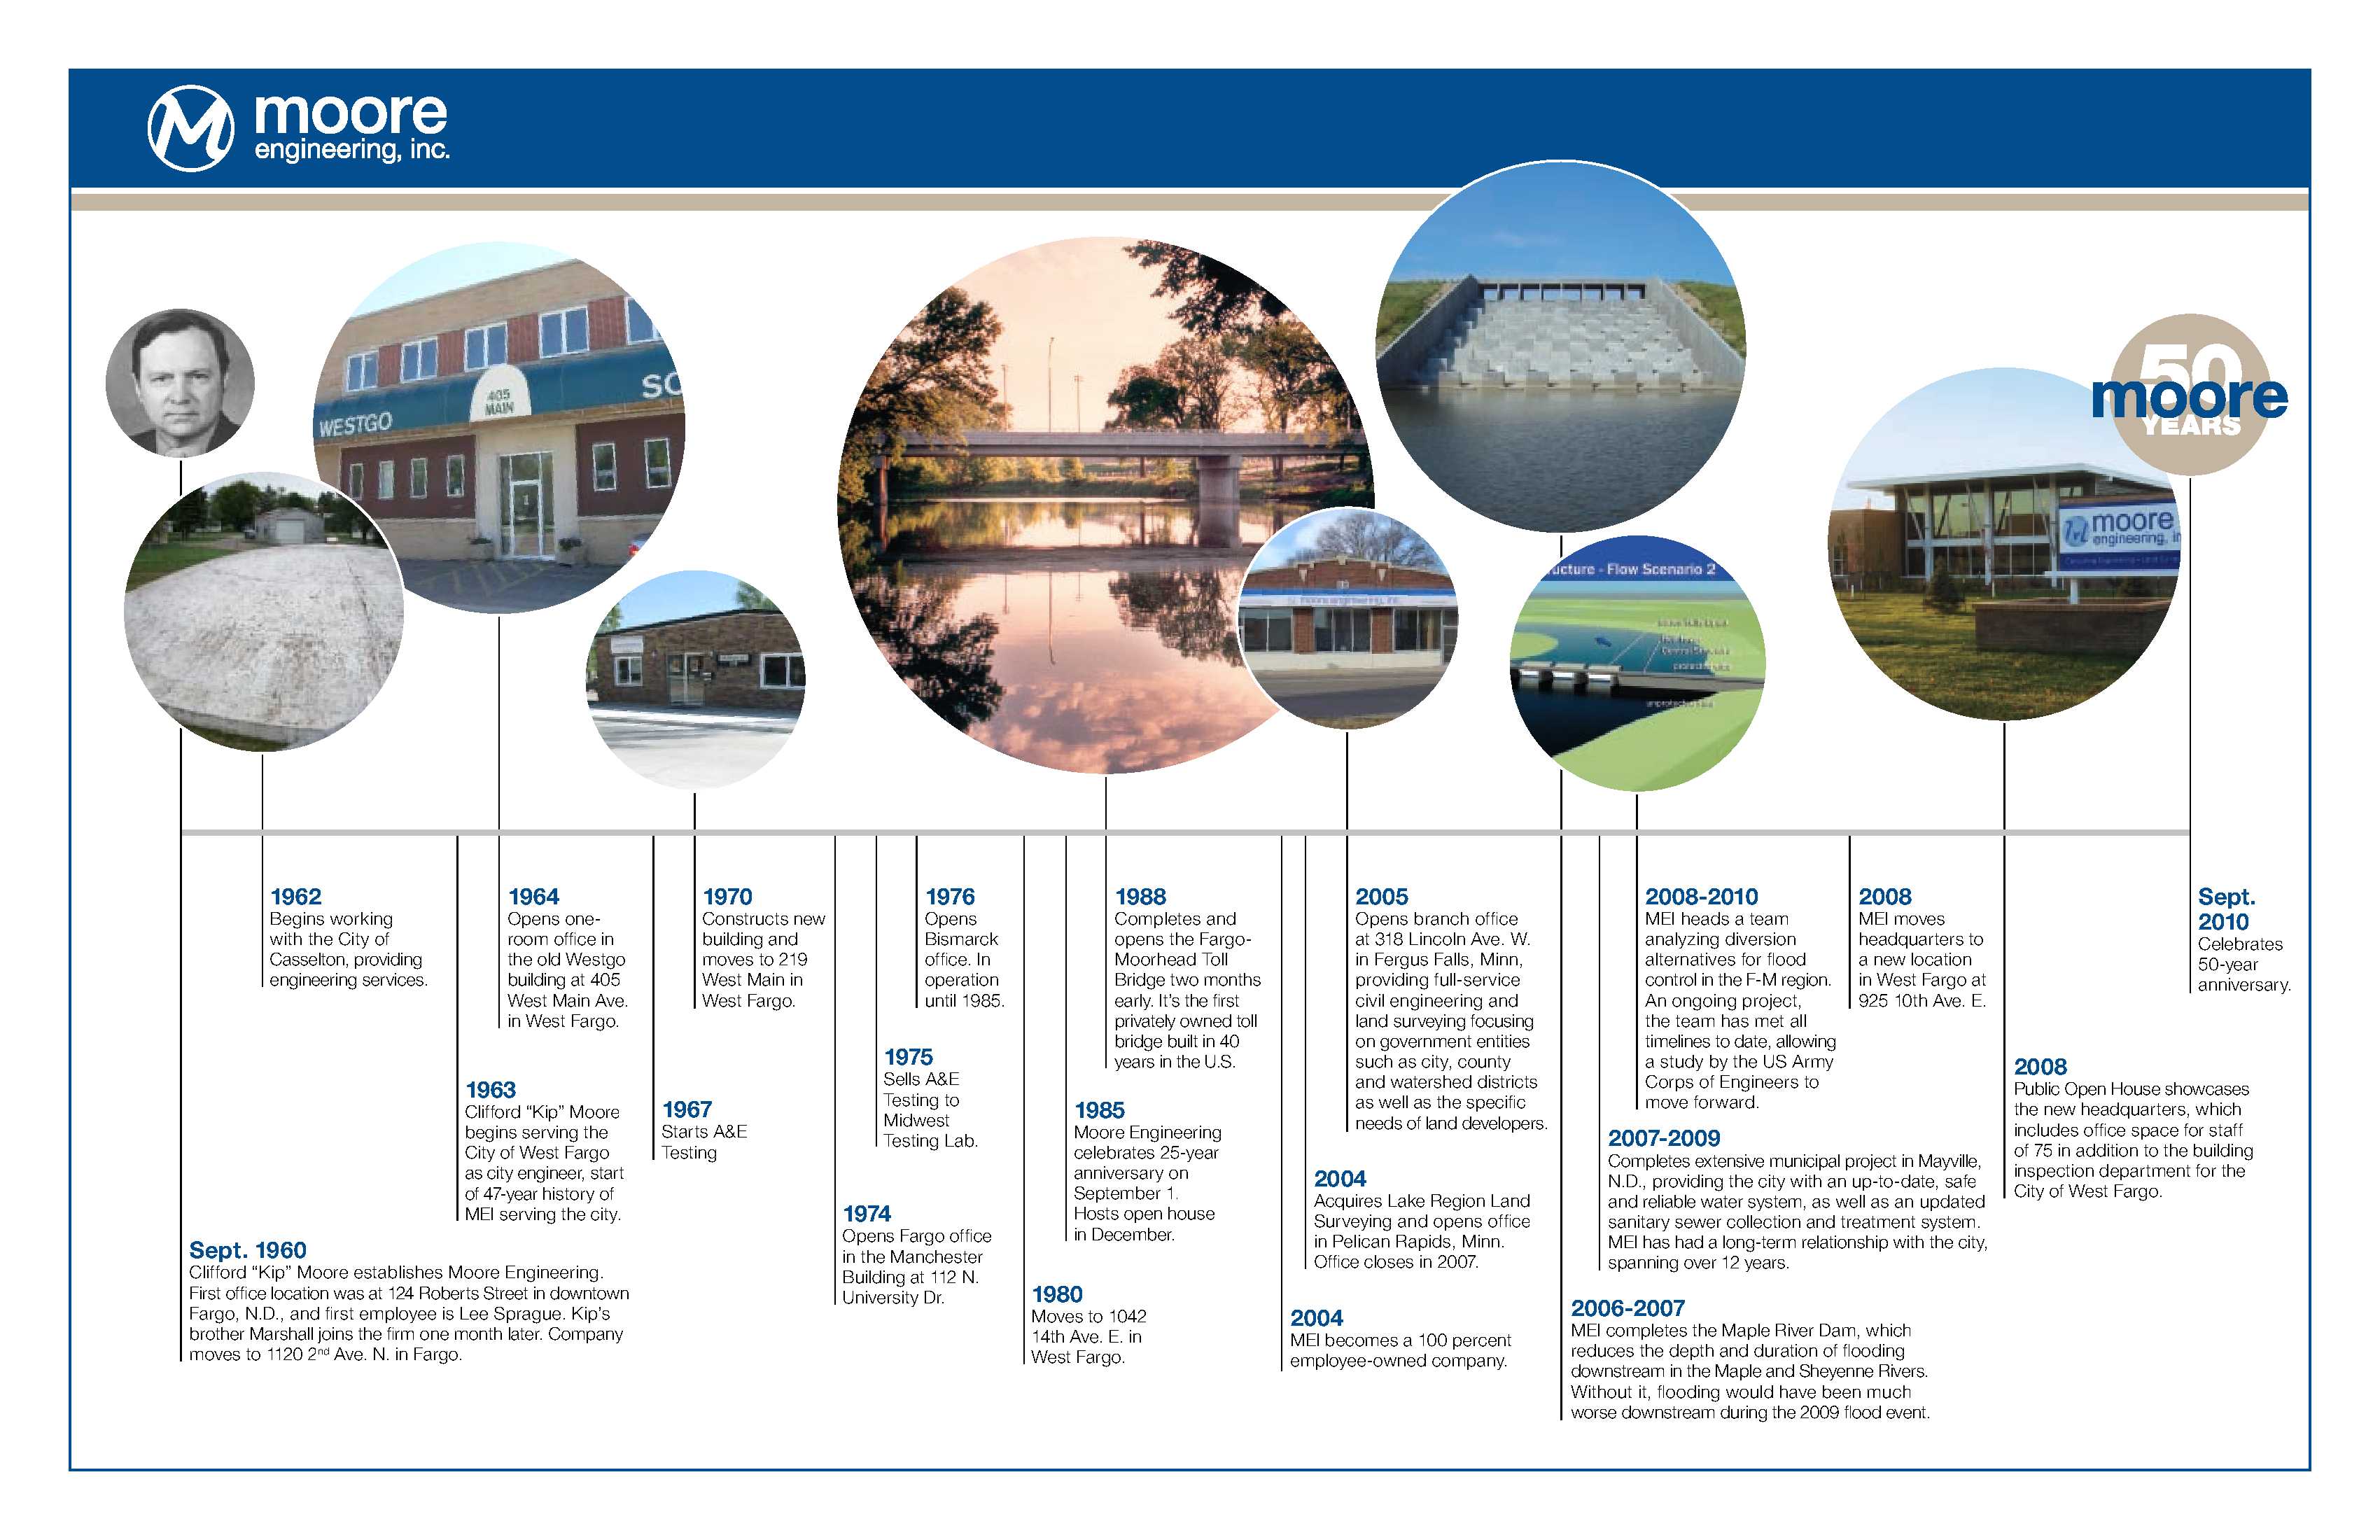 moore
engineering, inc.
WESTGO
405
MAIN
SC
ucture - Flow Scenario 2
moore engineering, inc.
moore
engineering, in
50
moore
YEARS
1962
Begins working
with the City of
Casselton, providing
engineering services.
1964
Opens one-
room office in
the old Westgo
building at 405
West Main Ave.
in West Fargo.
1970
Constructs new
building and
moves to 219
West Main in
West Fargo.
1976
Opens
Bismarck
office. In
operation
until 1985.
1988
Completes and
opens the Fargo-
Moorhead Toll
Bridge two months
early. It’s the first
privately owned toll
bridge built in 40
years in the U.S.
2005
Opens branch office
at 318 Lincoln Ave. W.
in Fergus Falls, Minn,
providing full-service
civil engineering and
land surveying focusing
on government entities
such as city, county
and watershed districts
as well as the specific
needs of land developers.
2008-2010
MEI heads a team
analyzing diversion
alternatives for flood
control in the F-M region.
An ongoing project,
the team has met all
timelines to date, allowing
a study by the US Army
Corps of Engineers to
move forward.
2008
MEI moves
headquarters to
a new location
in West Fargo at
925 10th Ave. E.
Sept.
2010
Celebrates
50-year
anniversary.
1963
Clifford “Kip” Moore
begins serving the
City of West Fargo
as city engineer, start
of 47-year history of
MEI serving the city.
1967
Starts A&E
Testing
1975
Sells A&E
Testing to
Midwest
Testing Lab.
1985
Moore Engineering
celebrates 25-year
anniversary on
September 1.
Hosts open house
in December.
2004
Acquires Lake Region Land
Surveying and opens office
in Pelican Rapids, Minn.
Office closes in 2007.
2007-2009
Completes extensive municipal project in Mayville,
N.D., providing the city with an up-to-date, safe
and reliable water system, as well as an updated
sanitary sewer collection and treatment system.
MEI has had a long-term relationship with the city,
spanning over 12 years.
2008
Public Open House showcases
the new headquarters, which
includes office space for staff
of 75 in addition to the building
inspection department for the
City of West Fargo.
Sept. 1960
Clifford “Kip” Moore establishes Moore Engineering.
First office location was at 124 Roberts Street in downtown
Fargo, N.D., and first employee is Lee Sprague. Kip’s
brother Marshall joins the firm one month later. Company
moves to 1120 2nd Ave. N. in Fargo.
1974
Opens Fargo office
in the Manchester
Building at 112 N.
University Dr.
1980
Moves to 1042
14th Ave. E. in
West Fargo.
2004
MEI becomes a 100 percent
employee-owned company.
2006-2007
MEI completes the Maple River Dam, which
reduces the depth and duration of flooding
downstream in the Maple and Sheyenne Rivers.
Without it, flooding would have been much
worse downstream during the 2009 flood event.